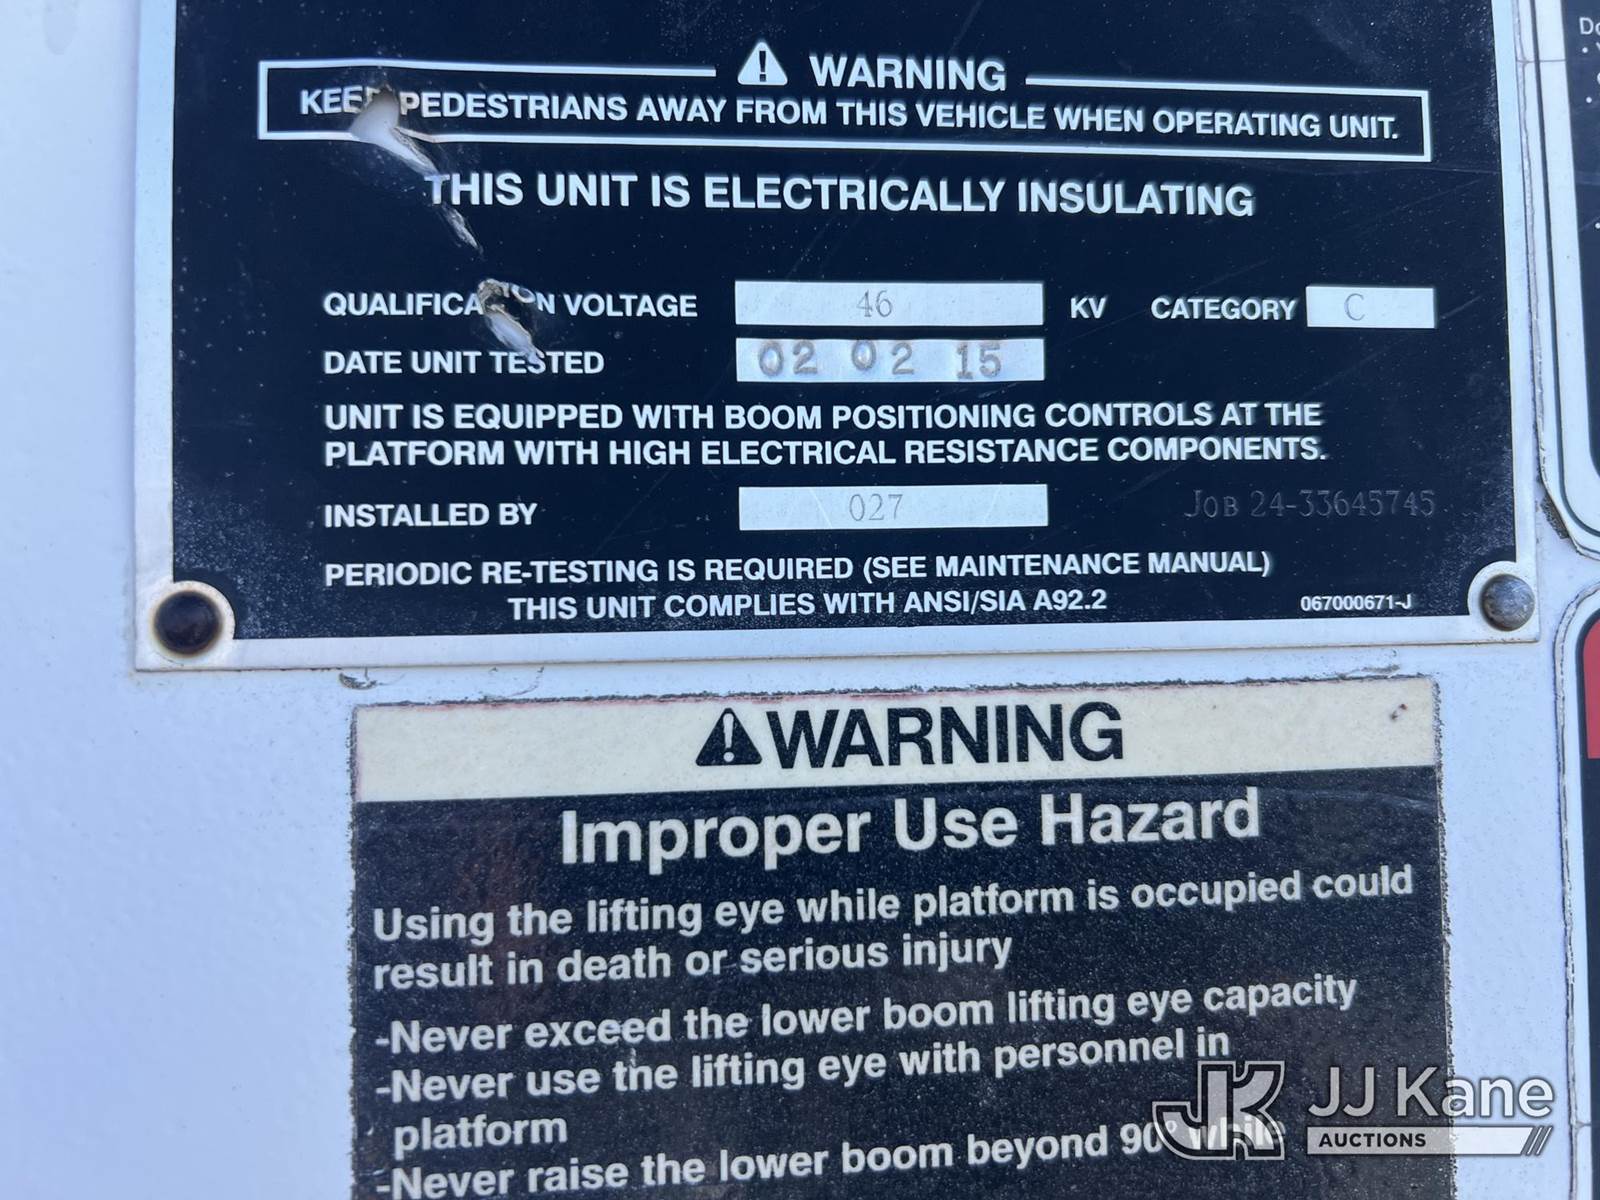 WARNING
KEEP PEDESTRIANS AWAY FROM THIS VEHICLE WHEN OPERATING UNIT.
THIS UNIT IS ELECTRICALLY INSULATING
QUALIFICATION VOLTAGE 46 KV CATEGORY C
DATE UNIT TESTED 02 02 15
UNIT IS EQUIPPED WITH BOOM POSITIONING CONTROLS AT THE
PLATFORM WITH HIGH ELECTRICAL RESISTANCE COMPONENTS.
INSTALLED BY 027 JOB 24-33645745
PERIODIC RE-TESTING IS REQUIRED (SEE MAINTENANCE MANUAL)
THIS UNIT COMPLIES WITH ANSI/SIA A92.2 067000671-J
WARNING
Improper Use Hazard
Using the lifting eye while platform is occupied could
result in death or serious injury
-Never exceed the lower boom lifting eye capacity
-Never use the lifting eye with personnel in
platform
-Never raise the lower boom beyond 90° while
JK JJ Kane
AUCTIONS